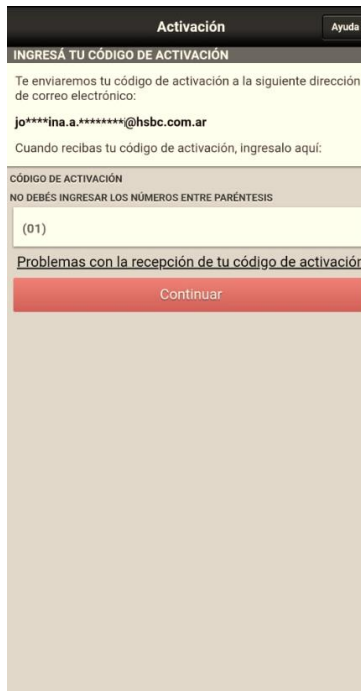 Activación
Ayuda
INGRESÁ TU CÓDIGO DE ACTIVACIÓN
Te enviaremos tu código de activación a la siguiente dirección
de correo electrónico:
jo****ina.a.********i@hsbc.com.ar
Cuando recibas tu código de activación, ingresalo aquí:
CÓDIGO DE ACTIVACIÓN
NO DEBÉS INGRESAR LOS NÚMEROS ENTRE PARÉNTESIS
(01)
Problemas con la recepción de tu código de activación
Continuar